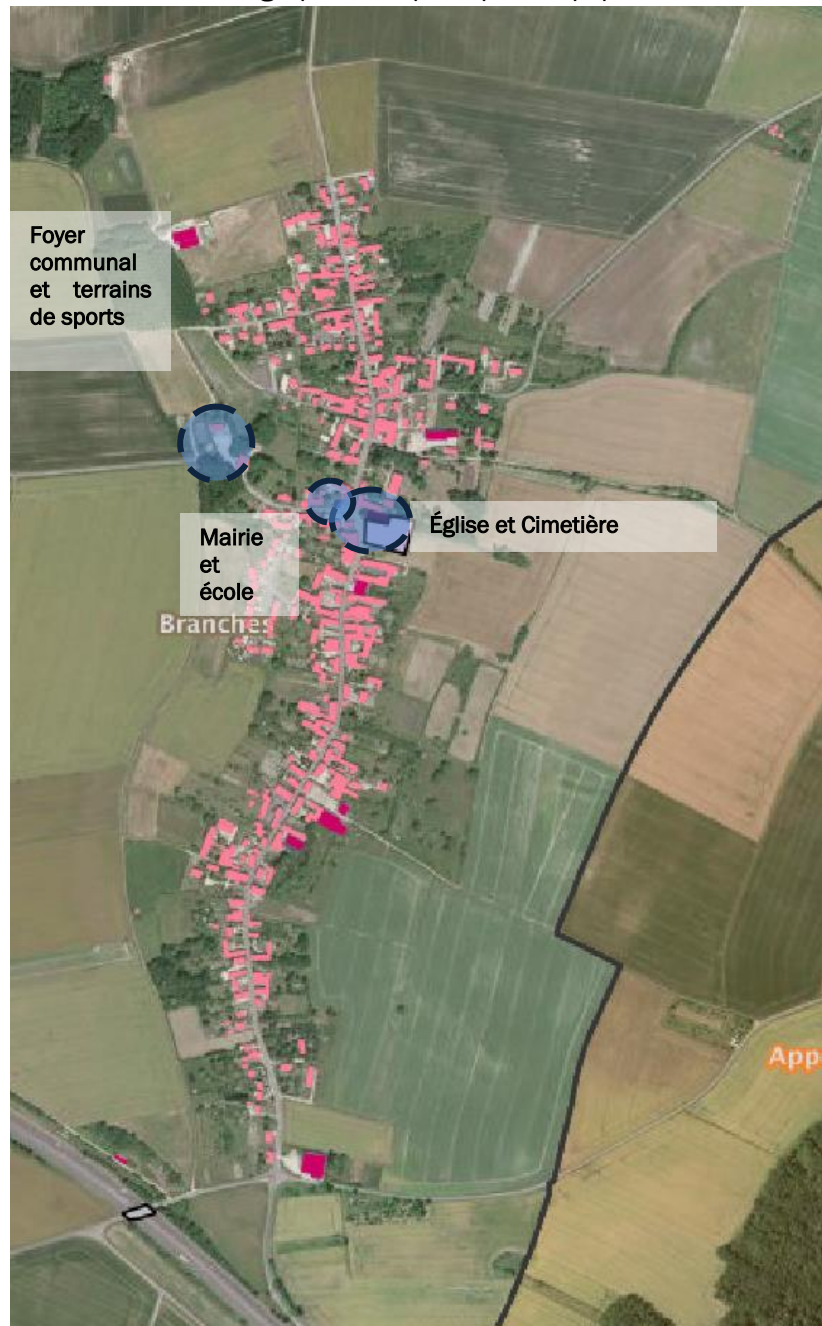 Foyer
communal
et terrains
de sports
Église et Cimetière
Mairie
et
école
Branches
App